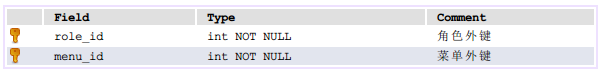 Field Type Comment
role_id int NOT NULL 角色外键
menu_id int NOT NULL 菜单外键